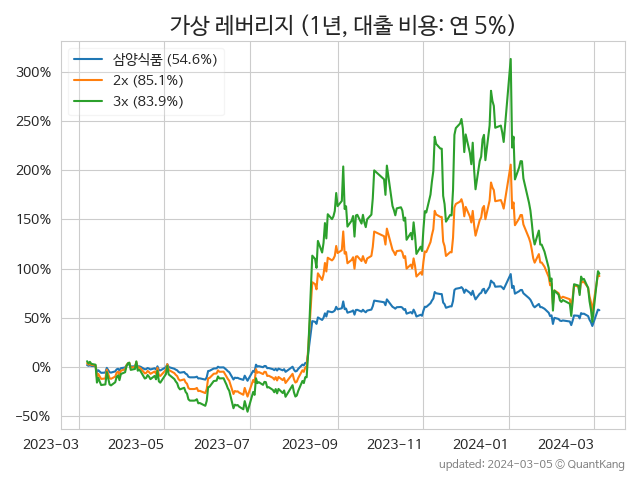 가상 레버리지 (1년, 대출 비용: 연 5%)
삼양식품 (54.6%)
2x (85.1%)
3x (83.9%)
300%
250%
200%
150%
100%
50%
0%
−50%
2023-03 2023-05 2023-07 2023-09 2023-11 2024-01 2024-03
updated: 2024-03-05 © QuantKang